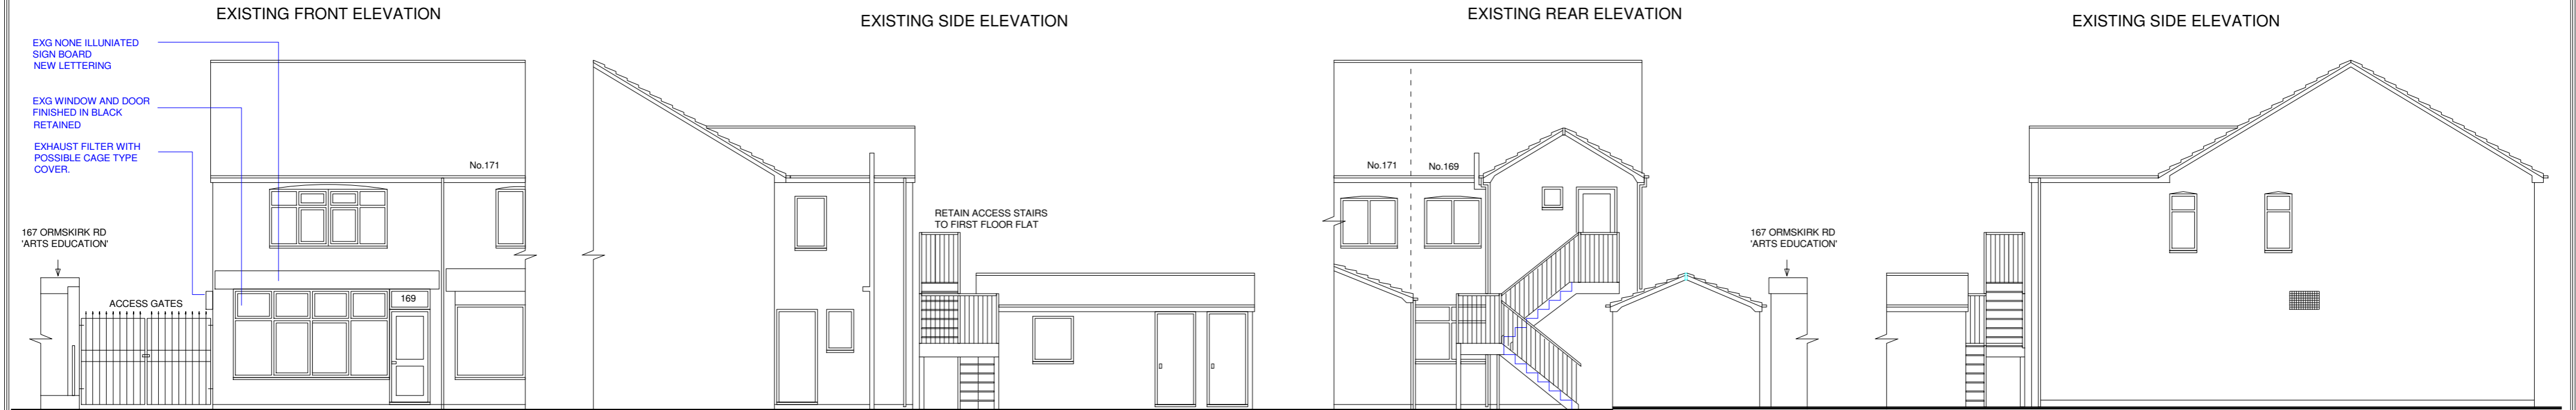 EXISTING FRONT ELEVATION
EXG NONE ILLUNIATED
SIGN BOARD
NEW LETTERING
EXG WINDOW AND DOOR
FINISHED IN BLACK
RETAINED
EXHAUST FILTER WITH
POSSIBLE CAGE TYPE
COVER.
No.171
167 ORMSKIRK RD
'ARTS EDUCATION'
ACCESS GATES
169
EXISTING SIDE ELEVATION
RETAIN ACCESS STAIRS
TO FIRST FLOOR FLAT
EXISTING REAR ELEVATION
No.171
No.169
167 ORMSKIRK RD
'ARTS EDUCATION'
EXISTING SIDE ELEVATION